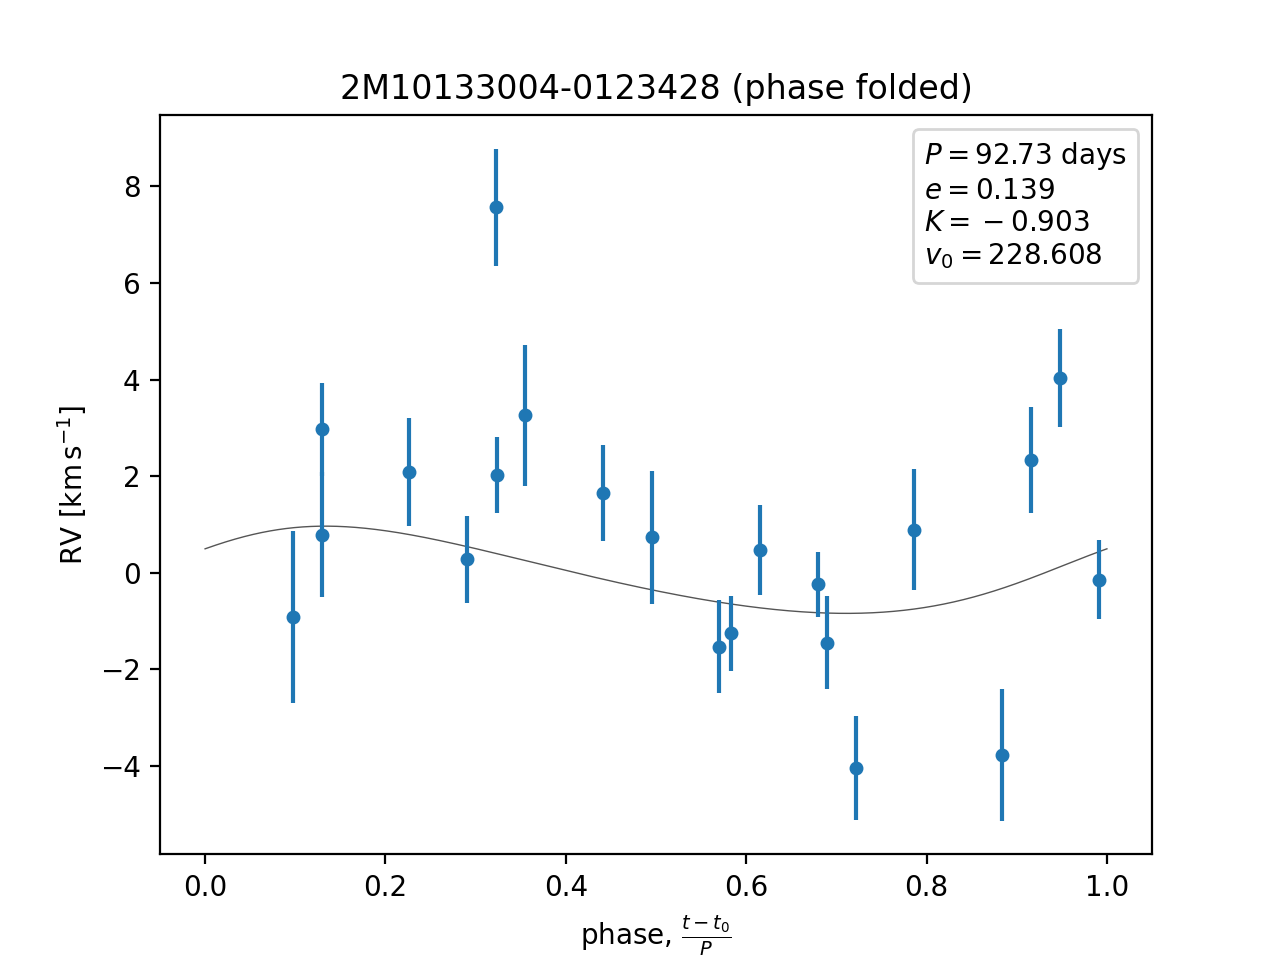 2M10133004-0123428 (phase folded)
P = 92.73 days
e = 0.139
K = −0.903
v₀ = 228.608
RV [km s⁻¹]
8
6
4
2
0
−2
−4
0.0 0.2 0.4 0.6 0.8 1.0
phase, (t − t₀)/P